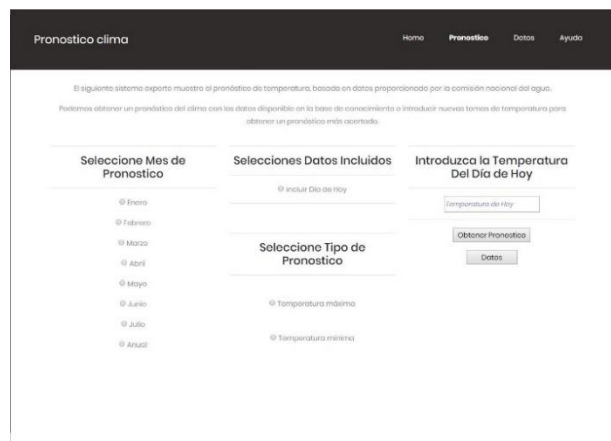 Pronostico clima
Home Pronostico Datos Ayuda
El siguiente sistema experto muestra el pronóstico de temperatura, basada en datos proporcionado por la comisión nacional del agua.
Podemos obtener un pronóstico del clima con los datos disponible en la base de conocimiento o introducir nuevas tomas de temperatura para
obtener un pronóstico más acertado.
Seleccione Mes de
Pronostico
Enero
Febrero
Marzo
Abril
Mayo
Junio
Julio
Anual
Selecciones Datos Incluidos
Incluir Dia de Hoy
Seleccione Tipo de
Pronostico
Temperatura máxima
Temperatura mínima
Introduzca la Temperatura
Del Día de Hoy
Temperatura de Hoy
Obtener Pronostico
Datos